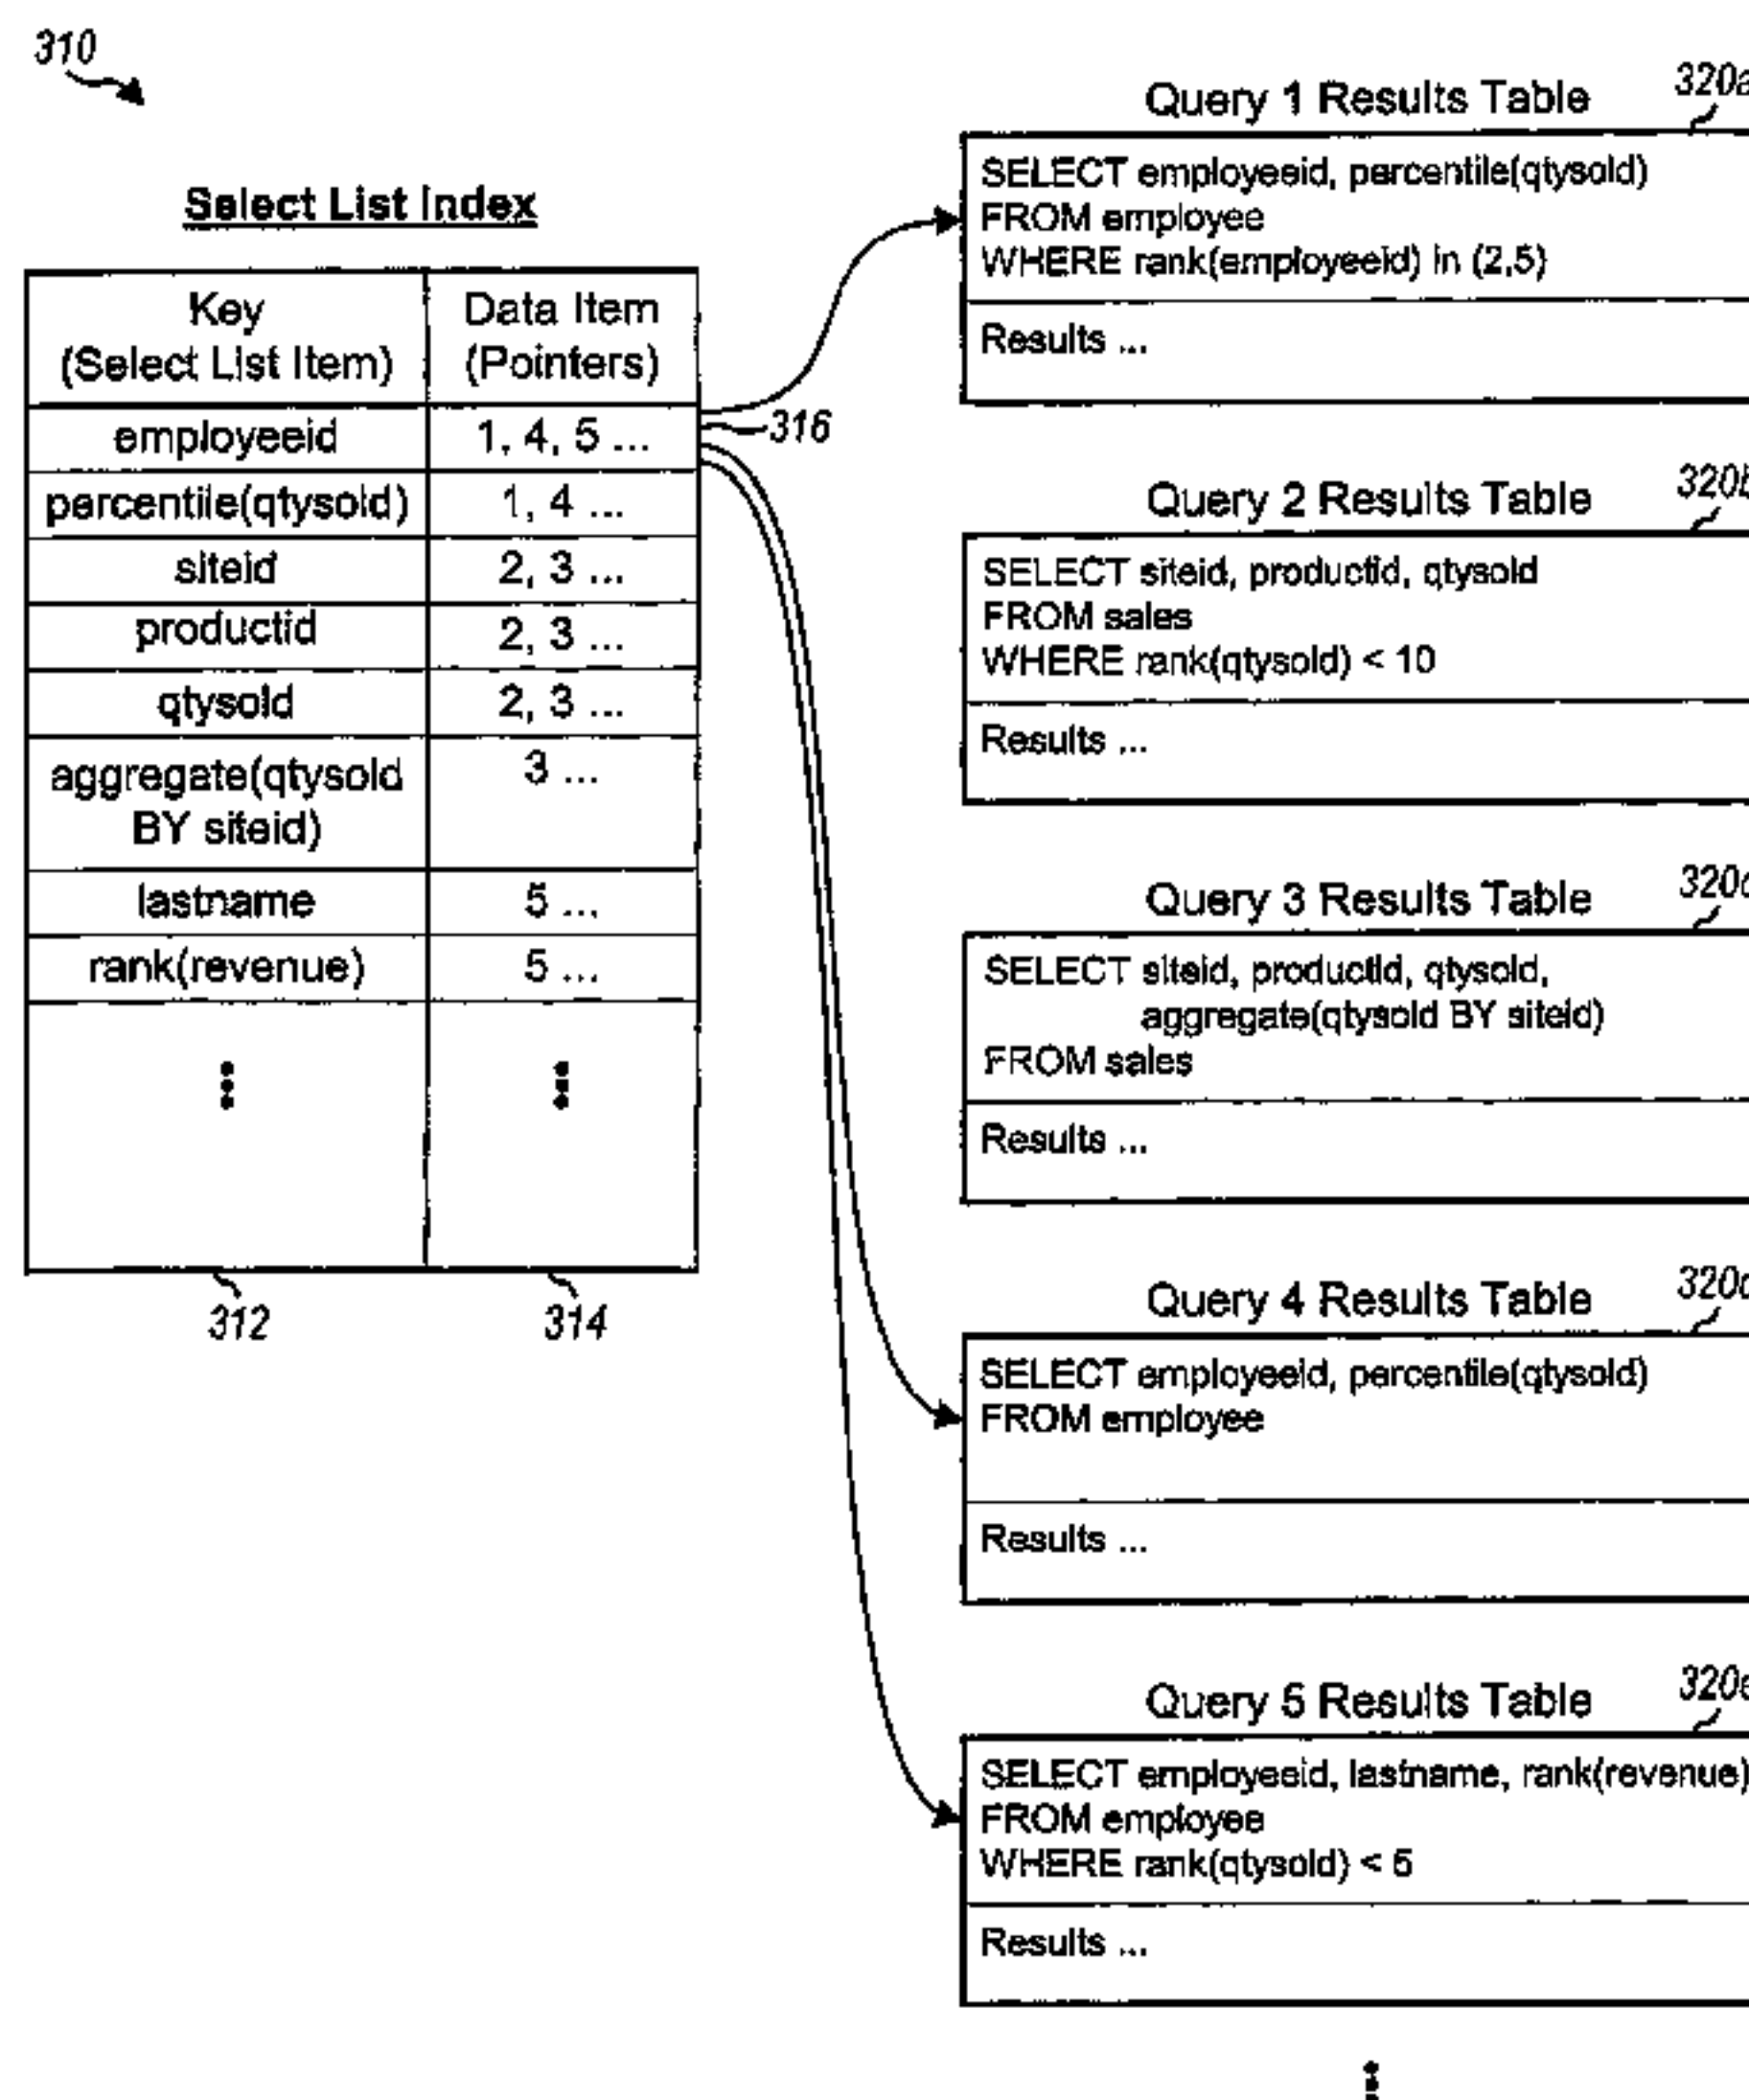 310
Select List Index
Key
(Select List Item)
Data Item
(Pointers)
employeeid
1, 4, 5 ...
percentile(qtysold)
1, 4 ...
siteid
2, 3 ...
productid
2, 3 ...
qtysold
2, 3 ...
aggregate(qtysold
BY siteid)
3 ...
lastname
5 ...
rank(revenue)
5 ...
312
314
316
Query 1 Results Table
320a
SELECT employeeid, percentile(qtysold)
FROM employee
WHERE rank(employeeid) in (2,5)
Results ...
Query 2 Results Table
320b
SELECT siteid, productid, qtysold
FROM sales
WHERE rank(qtysold) < 10
Results ...
Query 3 Results Table
320c
SELECT siteid, productid, qtysold,
aggregate(qtysold BY siteid)
FROM sales
Results ...
Query 4 Results Table
320d
SELECT employeeid, percentile(qtysold)
FROM employee
Results ...
Query 5 Results Table
320e
SELECT employeeid, lastname, rank(revenue)
FROM employee
WHERE rank(qtysold) < 5
Results ...